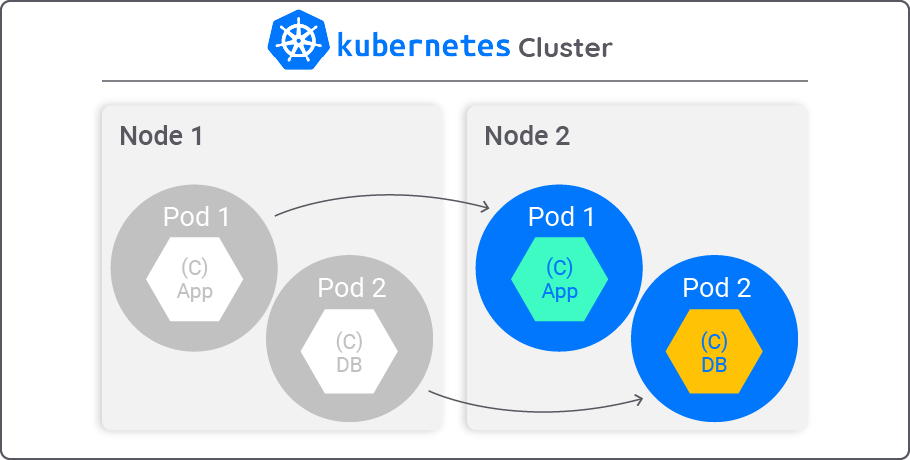 kubernetes Cluster
Node 1
Pod 1
(C)
App
Pod 2
(C)
DB
Node 2
Pod 1
(C)
App
Pod 2
(C)
DB